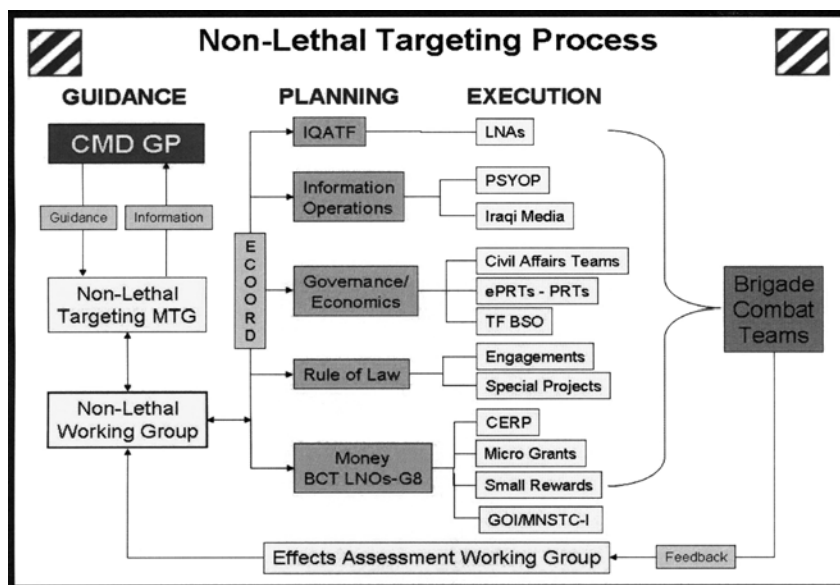 Non-Lethal Targeting Process
GUIDANCE
PLANNING
EXECUTION
CMD GP
Guidance
Information
Non-Lethal
Targeting MTG
Non-Lethal
Working Group
ECOORD
IQATF
Information
Operations
Governance/
Economics
Rule of Law
Money
BCT LNOs-G8
LNAs
PSYOP
Iraqi Media
Civil Affairs Teams
ePRTs - PRTs
TF BSO
Engagements
Special Projects
CERP
Micro Grants
Small Rewards
GOI/MNSTC-I
Brigade
Combat
Teams
Feedback
Effects Assessment Working Group